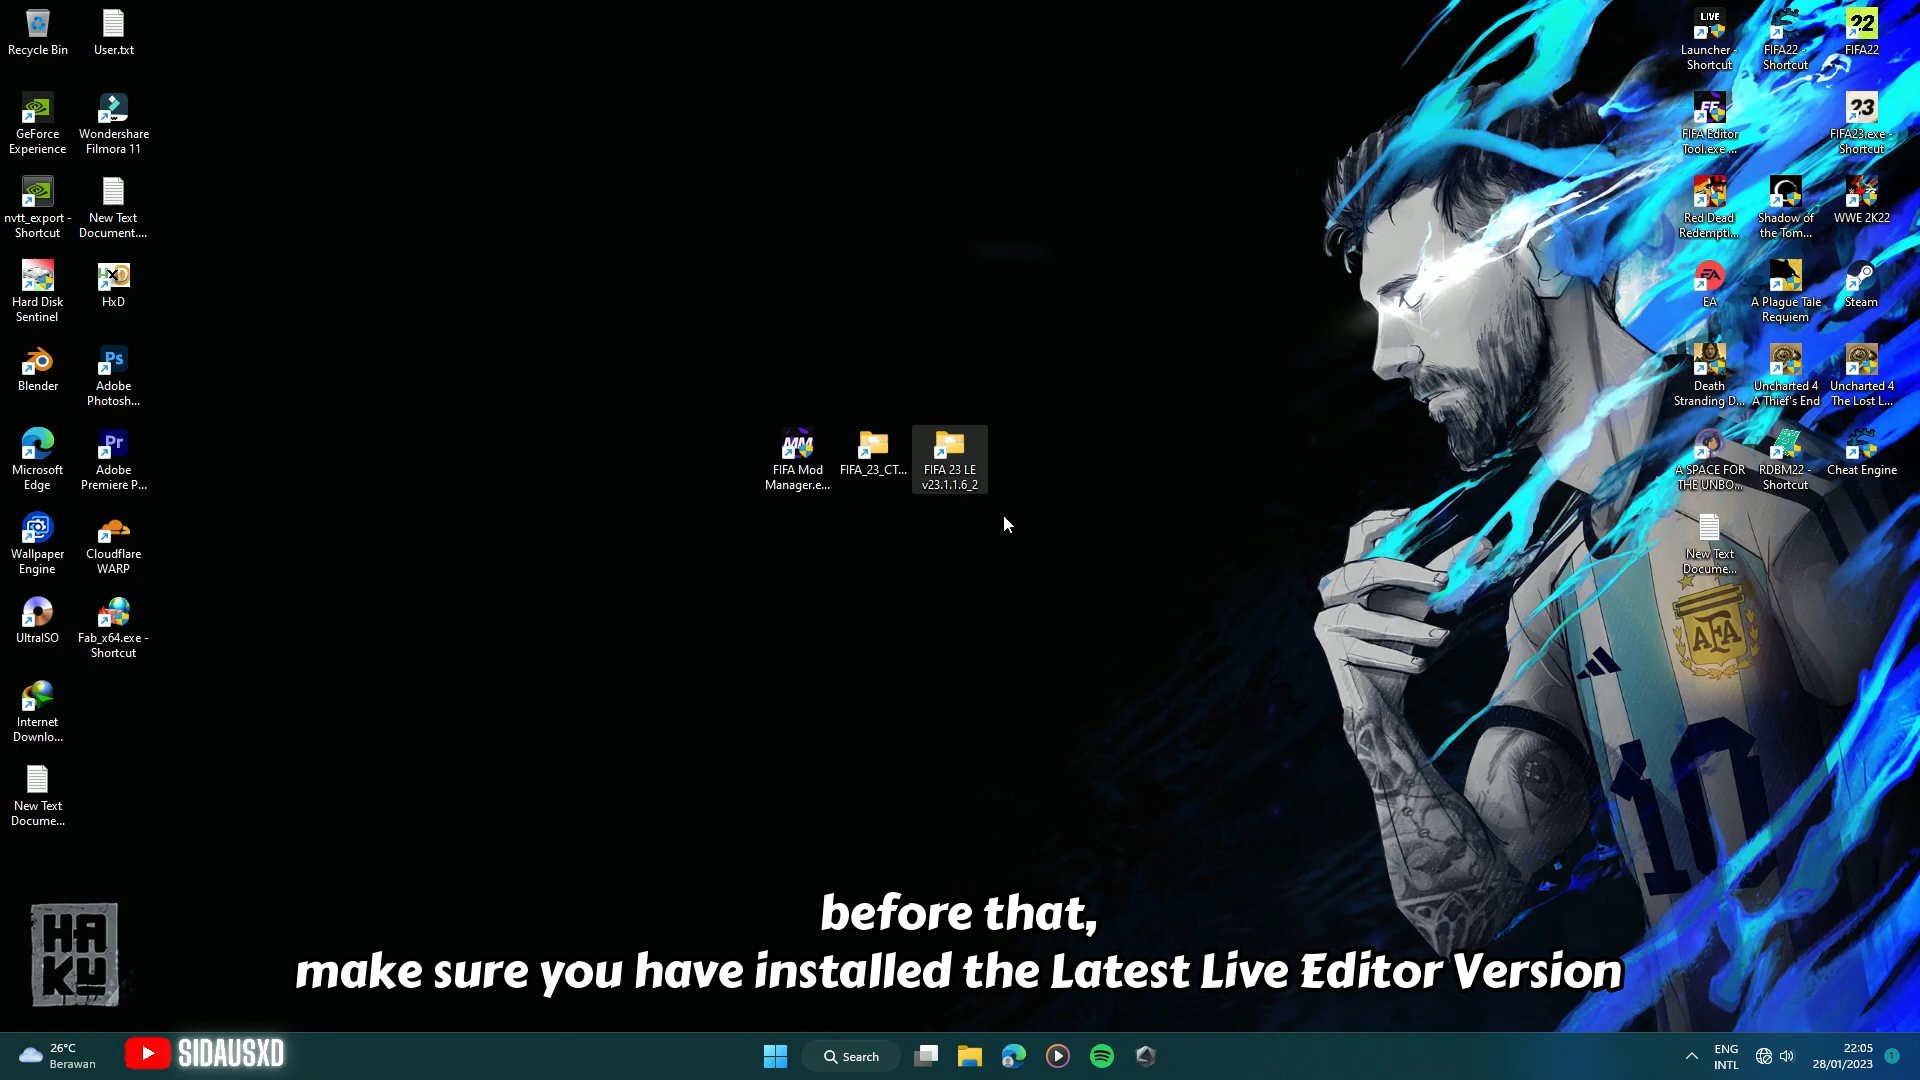 Recycle Bin
User.txt
GeForce
Experience
Wondershare
Filmora 11
nvtt_export -
Shortcut
New Text
Document....
Hard Disk
Sentinel
HxD
Blender
Adobe
Photosh...
Microsoft
Edge
Adobe
Premiere P...
Wallpaper
Engine
Cloudflare
WARP
UltraISO
Fab_x64.exe -
Shortcut
Internet
Downlo...
New Text
Docume...
HA
KU
FIFA Mod
Manager.e...
FIFA_23_CT...
FIFA 23 LE
v23.1.1.6_2
LIVE
Launcher -
Shortcut
FIFA22 -
Shortcut
22
FIFA22
FIFA Editor
Tool.exe ...
23
FIFA23.exe -
Shortcut
Red Dead
Redempti...
Shadow of
the Tom...
WWE 2K22
EA
A Plague Tale
Requiem
Steam
Death
Stranding D...
Uncharted 4
A Thief's End
Uncharted 4
The Lost L...
A SPACE FOR
THE UNBO...
RDBM22 -
Shortcut
Cheat Engine
New Text
Docume...
AFA
10
before that,
make sure you have installed the Latest Live Editor Version
26°C
Berawan
SIDAUSXD
Search
ENG
INTL
22:05
28/01/2023
1